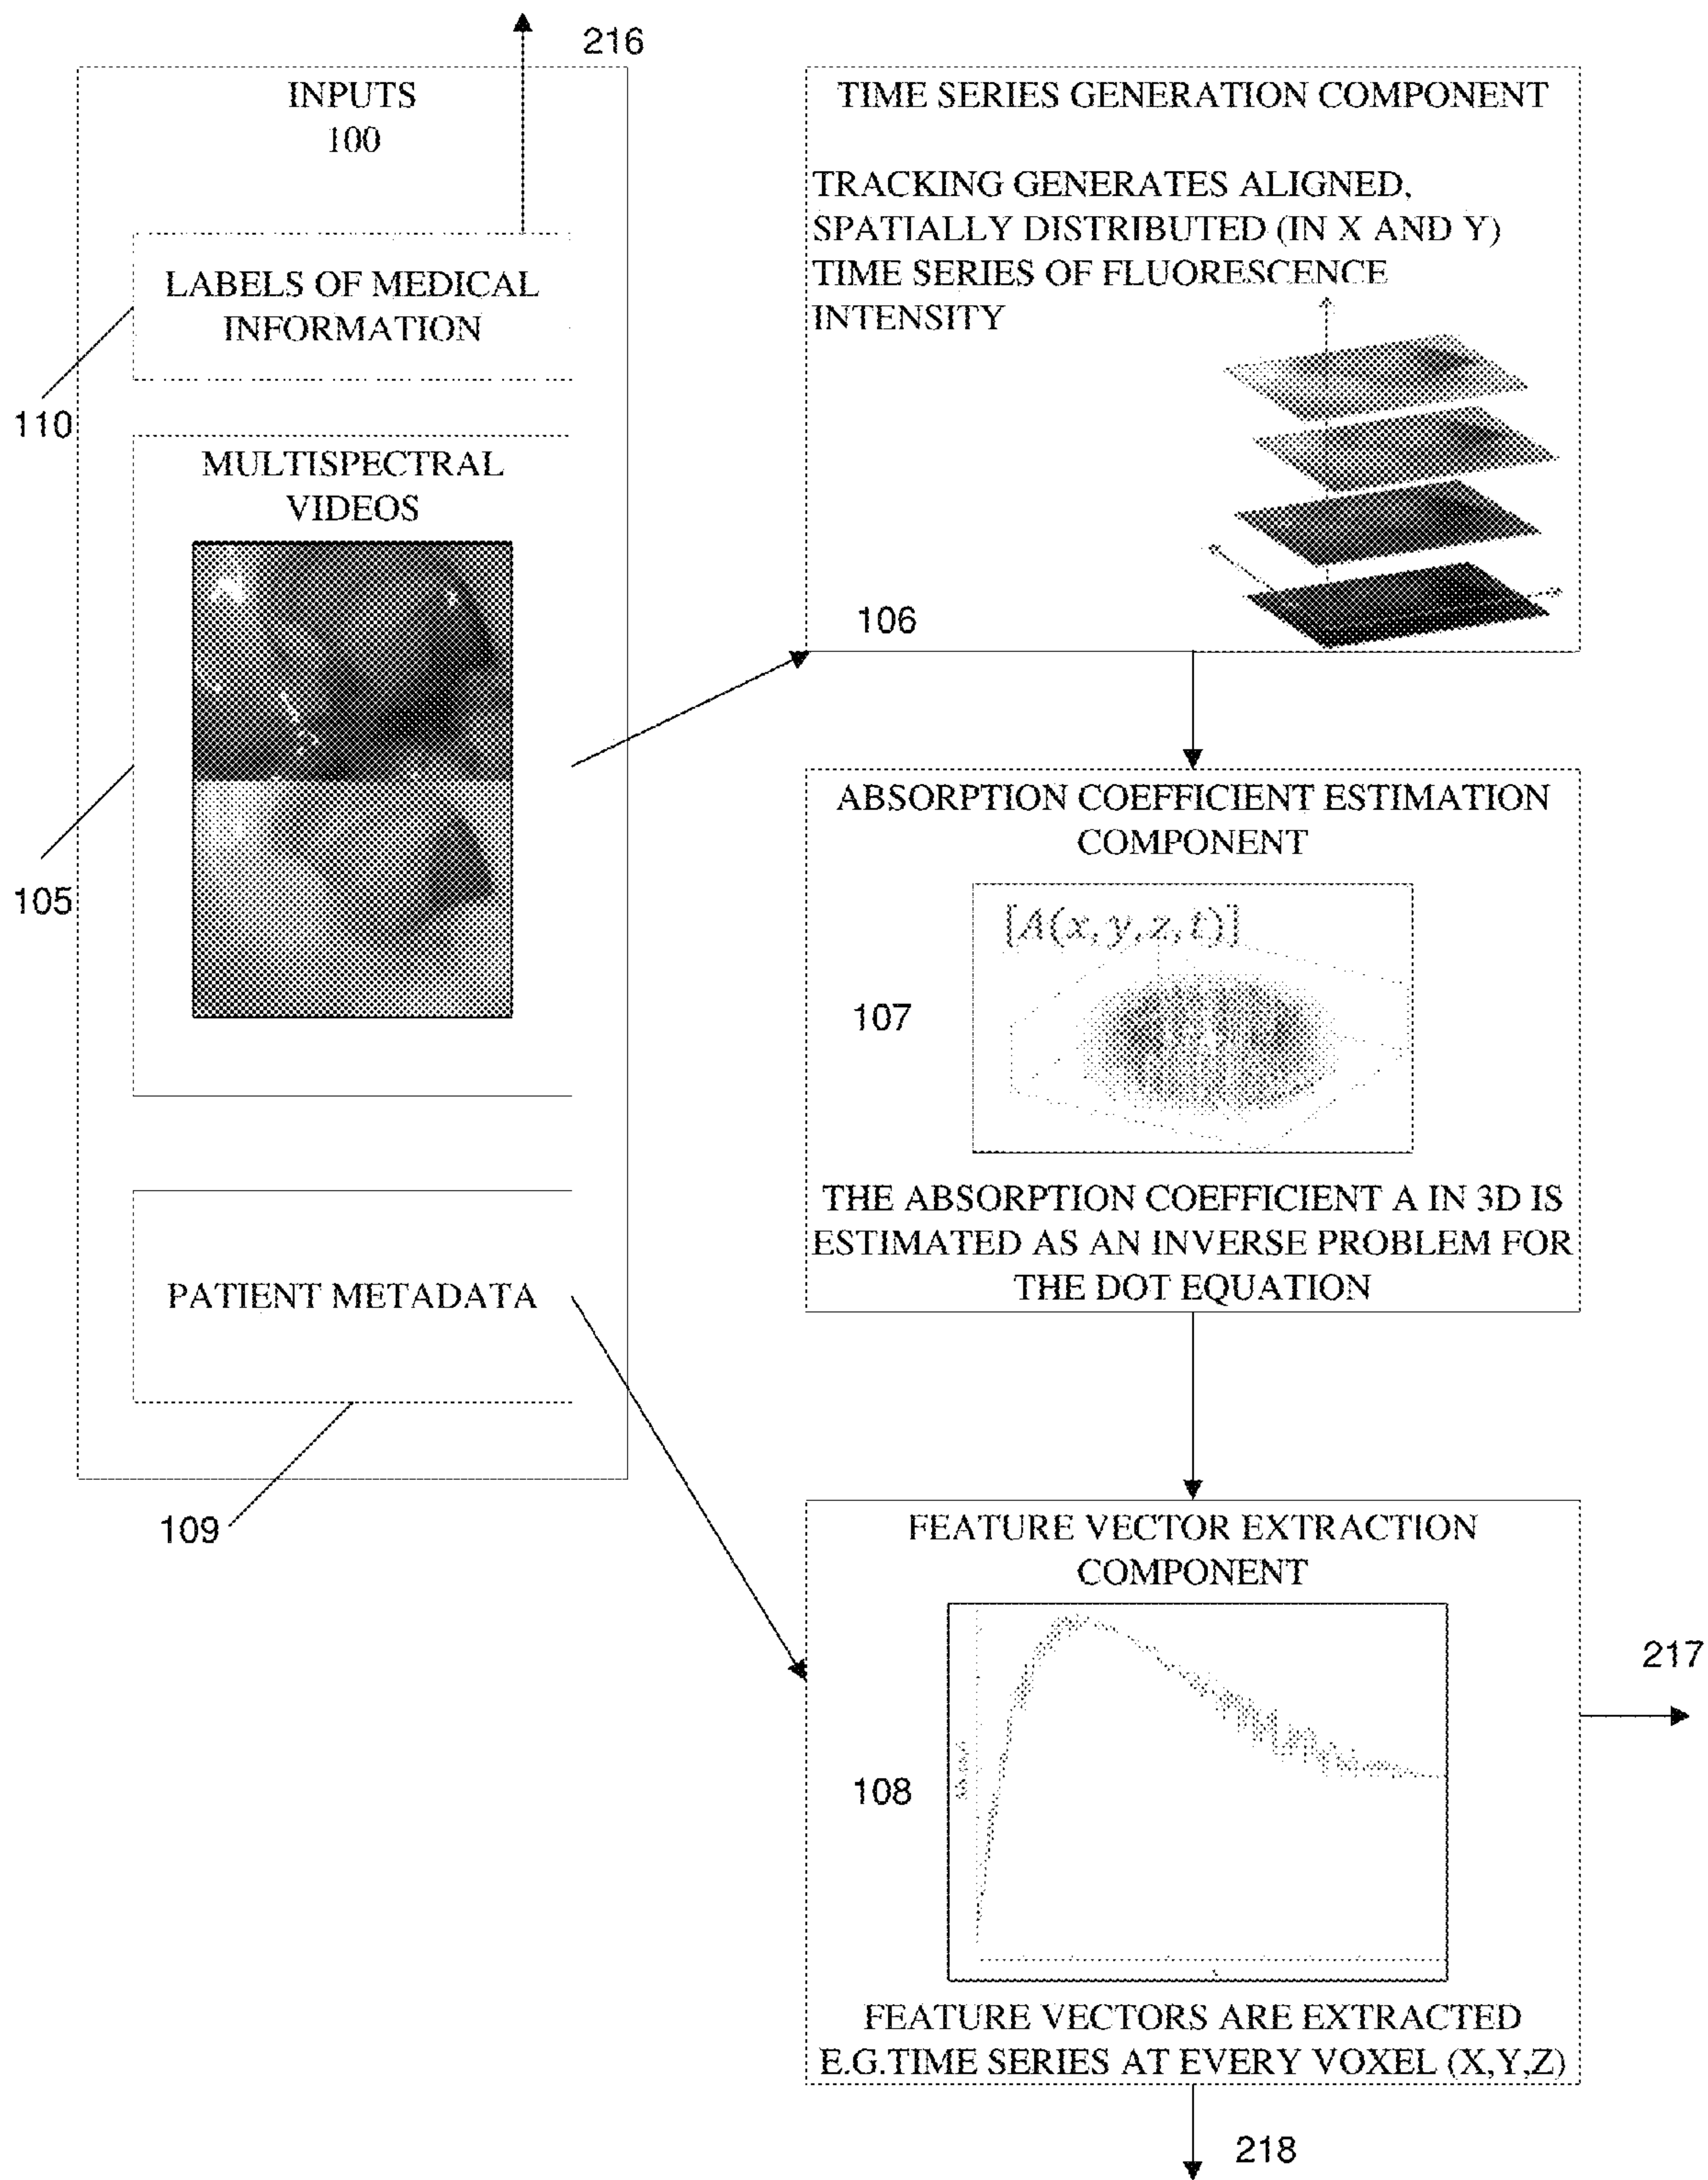 216
INPUTS
100
LABELS OF MEDICAL
INFORMATION
110
MULTISPECTRAL
VIDEOS
105
PATIENT METADATA
109
TIME SERIES GENERATION COMPONENT
TRACKING GENERATES ALIGNED,
SPATIALLY DISTRIBUTED (IN X AND Y)
TIME SERIES OF FLUORESCENCE
INTENSITY
106
ABSORPTION COEFFICIENT ESTIMATION
COMPONENT
[A(x, y, z, t)]
107
THE ABSORPTION COEFFICIENT A IN 3D IS
ESTIMATED AS AN INVERSE PROBLEM FOR
THE DOT EQUATION
FEATURE VECTOR EXTRACTION
COMPONENT
217
108
FEATURE VECTORS ARE EXTRACTED
E.G.TIME SERIES AT EVERY VOXEL (X,Y,Z)
218